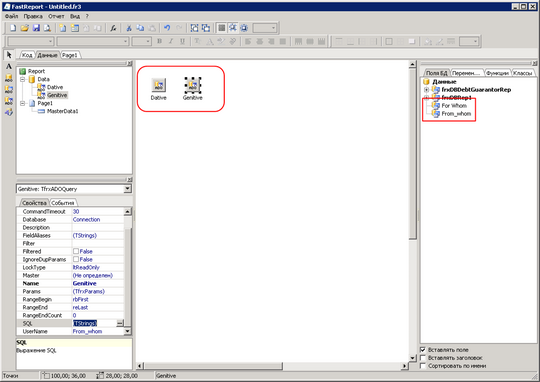 FastReport - Untitled.fr3
Файл Правка Отчет Вид ?
Код Данные Page1
Report
Data
Dative
Genitive
Page1
MasterData1
Dative Genitive
Поля БД Перемен... Функции Классы
Данные
frxDBDebtGuarantorRep
frxDBRep1
For Whom
From_whom
Genitive: TfrxADOQuery
Свойства События
CommandTimeout 30
Database Connection
Description
FieldAliases (TStrings)
Filter
Filtered False
IgnoreDupParams False
LockType ltReadOnly
Master (Не определен)
Name Genitive
Params (TfrxParams)
RangeBegin rbFirst
RangeEnd reLast
RangeEndCount 0
SQL (TStrings)
UserName From_whom
SQL
Выражение SQL
Вставлять поле
Вставлять заголовок
Сортировать по имени
Точки 100,00; 36,00 28,00; 28,00 Genitive